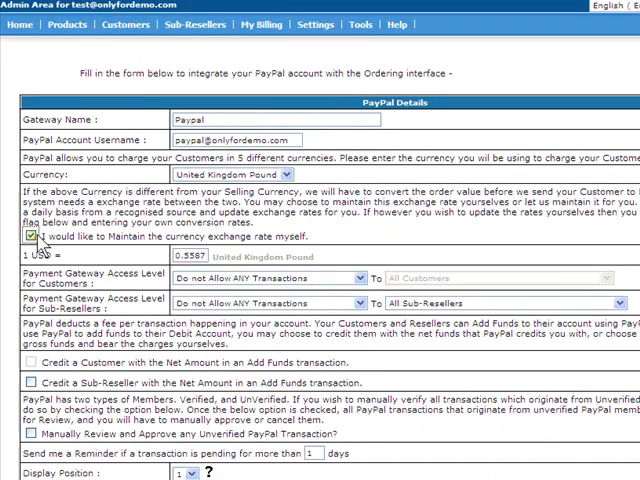 Admin Area for test@onlyfordemo.com English (E
Home Products Customers Sub-Resellers My Billing Settings Tools Help
Fill in the form below to integrate your PayPal account with the Ordering interface -
PayPal Details
Gateway Name : Paypal
PayPal Account Username : paypal@onlyfordemo.com
PayPal allows you to charge your Customers in 5 different currencies. Please enter the currency you wil be using to charge your Custome
Currency: United Kingdom Pound
If the above Currency is different from your Selling Currency, we will have to convert the order value before we send your Customer to
system needs a exchange rate between the two. You may choose to maintain this exchange rate yourselves or let us maintain it for you.
a daily basis from a recognised source and update exchange rates for you. If however you wish to update the rates yourselves then you
flag below and entering your own conversion rates.
I would like to Maintain the currency exchange rate myself.
1 USD = 0.5587 United Kingdom Pound
Payment Gateway Access Level for Customers: Do not Allow ANY Transactions To All Customers
Payment Gateway Access Level for Sub-Resellers: Do not Allow ANY Transactions To All Sub-Resellers
PayPal deducts a fee per transaction happening in your account. Your Customers and Resellers can Add Funds to their account using Pay
use PayPal to add funds to their Debit Account, you may choose to credit them with the net funds that PayPal credits you with, or choose
gross funds and bear the charges yourselves.
Credit a Customer with the Net Amount in an Add Funds transaction.
Credit a Sub-Reseller with the Net Amount in an Add Funds transaction.
PayPal has two types of Members. Verified, and UnVerified. If you wish to manually verify all transactions which originate from Unverified
do so by checking the option below. Once the below option is checked, all PayPal transactions that originate from unverified PayPal memb
for Review, and you will have to manually approve or cancel them.
Manually Review and Approve any Unverified PayPal Transaction?
Send me a Reminder if a transaction is pending for more than 1 days
Display Position : 1 ?